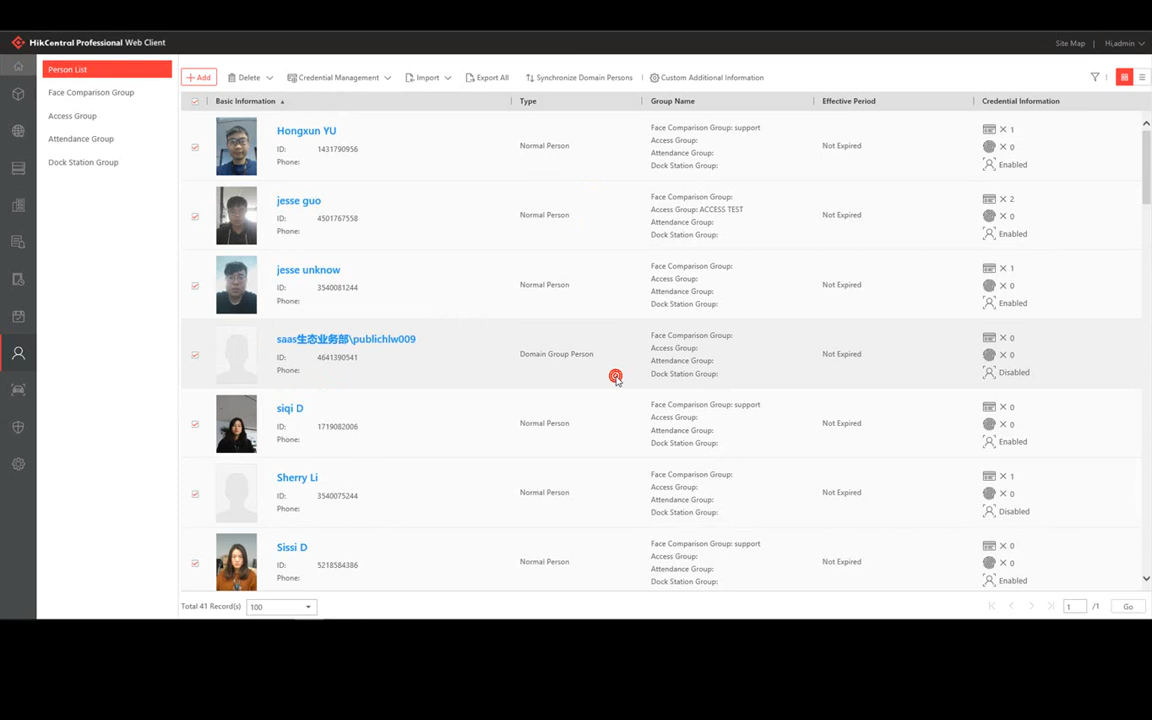 HikCentral Professional Web Client
Site Map | Hi,admin
Person List
Face Comparison Group
Access Group
Attendance Group
Dock Station Group
+ Add Delete Credential Management Import Export All Synchronize Domain Persons Custom Additional Information
Basic Information Type Group Name Effective Period Credential Information
Hongxun YU
ID: 1431790956
Phone:
Normal Person
Face Comparison Group: support
Access Group:
Attendance Group:
Dock Station Group:
Not Expired
× 1
× 0
Enabled
jesse guo
ID: 4501767558
Phone:
Normal Person
Face Comparison Group:
Access Group: ACCESS TEST
Attendance Group:
Dock Station Group:
Not Expired
× 2
× 0
Enabled
jesse unknow
ID: 3540081244
Phone:
Normal Person
Face Comparison Group:
Access Group:
Attendance Group:
Dock Station Group:
Not Expired
× 1
× 0
Enabled
saas生态业务部\publichlw009
ID: 4641390541
Phone:
Domain Group Person
Face Comparison Group:
Access Group:
Attendance Group:
Dock Station Group:
Not Expired
× 0
× 0
Disabled
siqi D
ID: 1719082006
Phone:
Normal Person
Face Comparison Group: support
Access Group:
Attendance Group:
Dock Station Group:
Not Expired
× 0
× 0
Enabled
Sherry Li
ID: 3540075244
Phone:
Normal Person
Face Comparison Group:
Access Group:
Attendance Group:
Dock Station Group:
Not Expired
× 1
× 0
Disabled
Sissi D
ID: 5218584386
Phone:
Normal Person
Face Comparison Group: support
Access Group:
Attendance Group:
Dock Station Group:
Not Expired
× 0
× 0
Enabled
Total 41 Record(s) 100 1 /1 Go